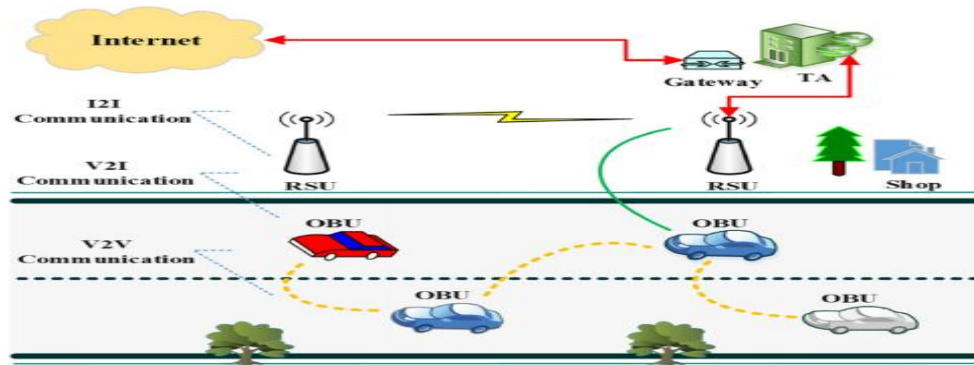 Internet
Gateway
TA
I2I
Communication
V2I
Communication
RSU
RSU
Shop
OBU
OBU
V2V
Communication
OBU
OBU